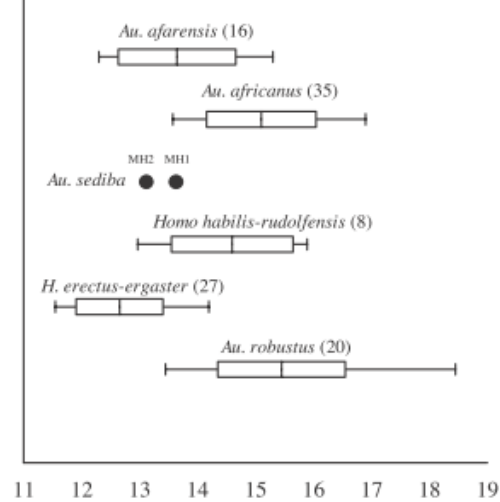 Au. afarensis (16)
Au. africanus (35)
MH2 MH1
Au. sediba
Homo habilis-rudolfensis (8)
H. erectus-ergaster (27)
Au. robustus (20)
11 12 13 14 15 16 17 18 19